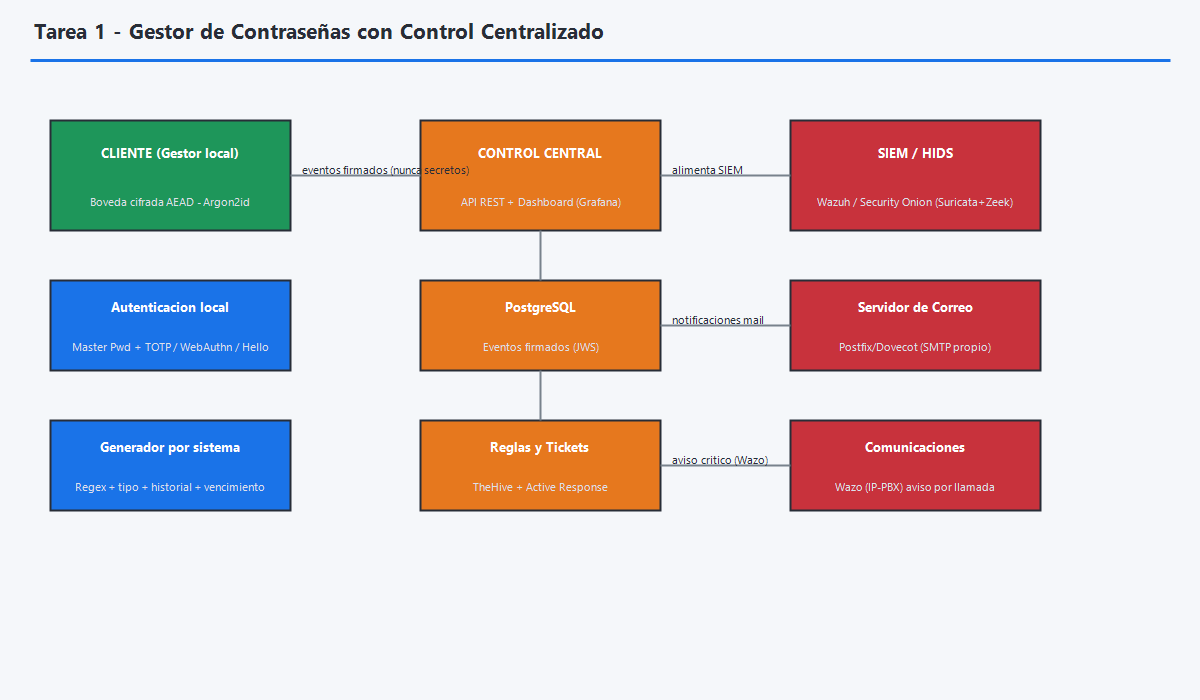 Tarea 1 - Gestor de Contraseñas con Control Centralizado
CLIENTE (Gestor local)
Boveda cifrada AEAD - Argon2id
eventos firmados (nunca secretos)
CONTROL CENTRAL
API REST + Dashboard (Grafana)
alimenta SIEM
SIEM / HIDS
Wazuh / Security Onion (Suricata+Zeek)
Autenticacion local
Master Pwd + TOTP / WebAuthn / Hello
PostgreSQL
Eventos firmados (JWS)
notificaciones mail
Servidor de Correo
Postfix/Dovecot (SMTP propio)
Generador por sistema
Regex + tipo + historial + vencimiento
Reglas y Tickets
TheHive + Active Response
aviso critico (Wazo)
Comunicaciones
Wazo (IP-PBX) aviso por llamada